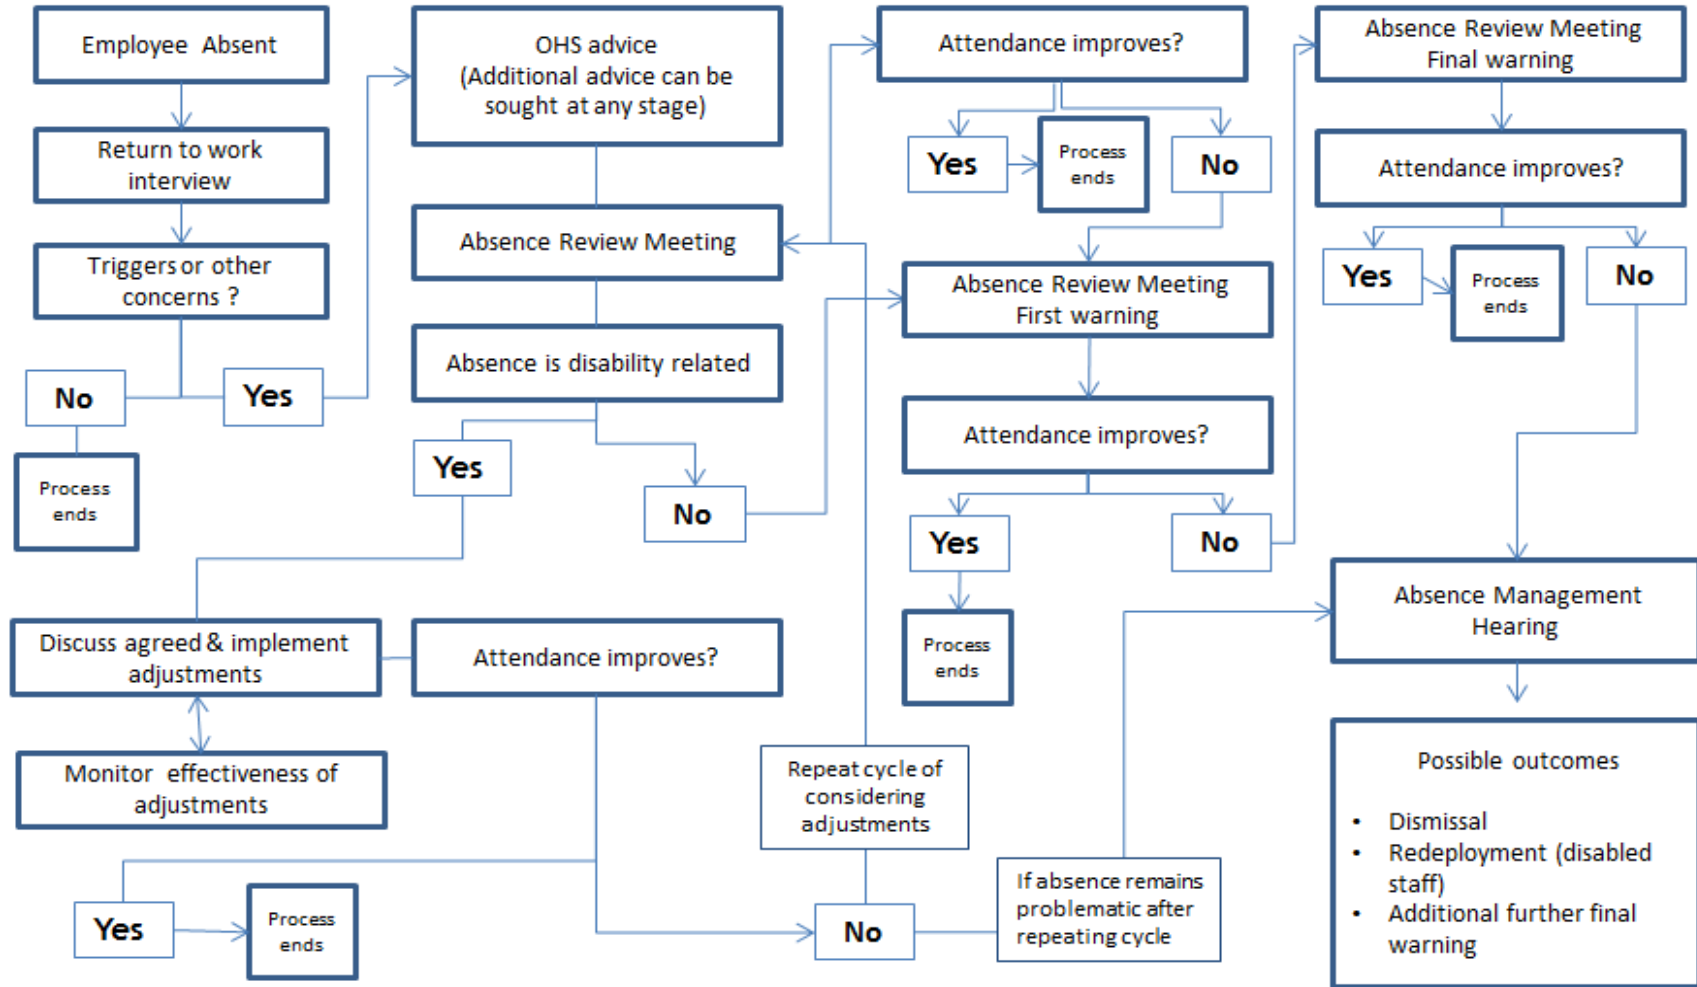 Employee Absent
Return to work
interview
Triggers or other
concerns ?
No
Yes
Process
ends
OHS advice
(Additional advice can be
sought at any stage)
Absence Review Meeting
Absence is disability related
Yes
No
Discuss agreed & implement
adjustments
Monitor effectiveness of
adjustments
Attendance improves?
Yes
Process
ends
No
Repeat cycle of
considering
adjustments
If absence remains
problematic after
repeating cycle
Attendance improves?
Yes
Process
ends
No
Absence Review Meeting
First warning
Attendance improves?
Yes
No
Process
ends
Absence Review Meeting
Final warning
Attendance improves?
Yes
Process
ends
No
Absence Management
Hearing
Possible outcomes
• Dismissal
• Redeployment (disabled
staff)
• Additional further final
warning